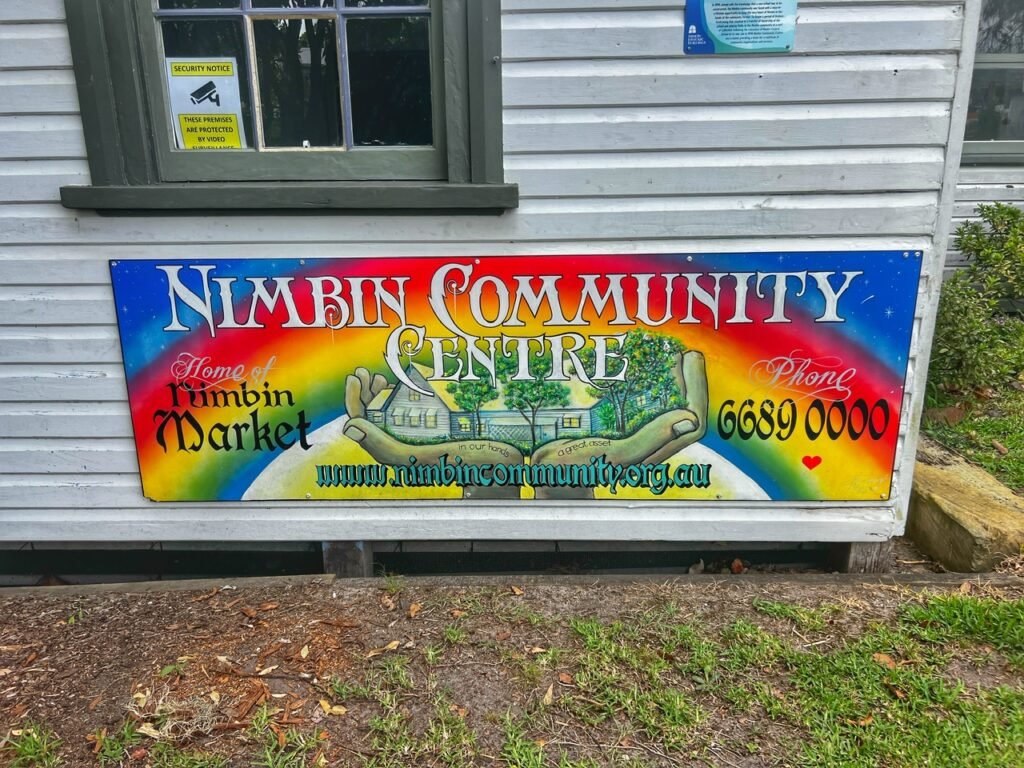 SECURITY NOTICE
THESE PREMISES
ARE PROTECTED
BY VIDEO
SURVEILLANCE
NIMBIN COMMUNITY
CENTRE
Home of
Nimbin
Market
Phone
6689 0000
in our hands
a great asset
www.nimbincommunity.org.au